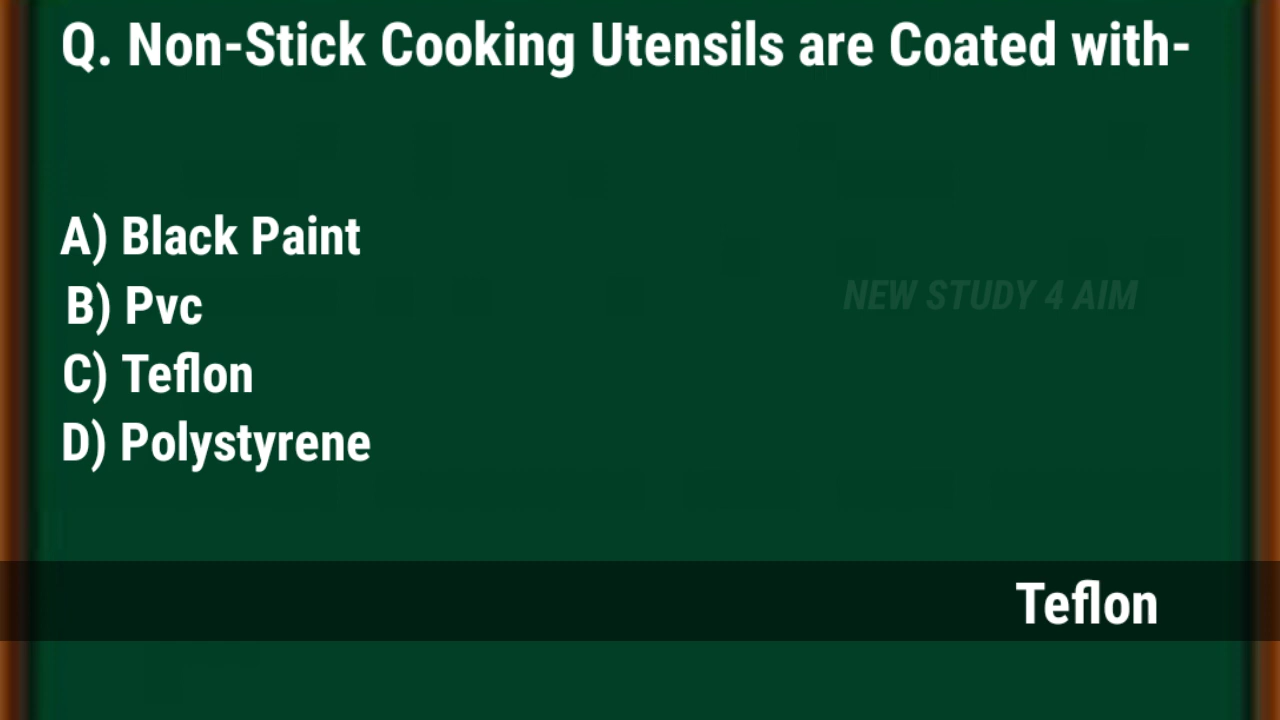 Q. Non-Stick Cooking Utensils are Coated with-
A) Black Paint
B) Pvc
NEW STUDY 4 AIM
C) Teflon
D) Polystyrene
Teflon